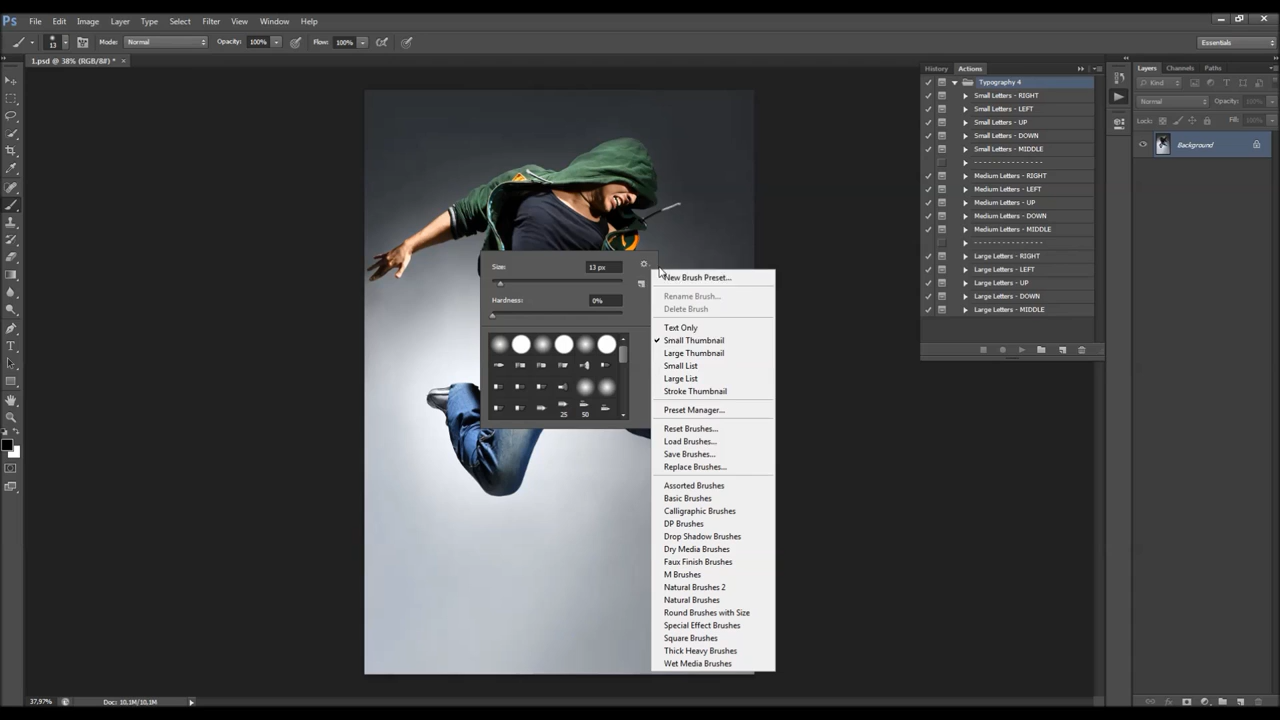 Ps File Edit Image Layer Type Select Filter View Window Help
13 Mode: Normal Opacity: 100% Flow: 100% Essentials
1.psd @ 38% (RGB/8#) * ×
History Actions
Typography 4
Small Letters - RIGHT
Small Letters - LEFT
Small Letters - UP
Small Letters - DOWN
Small Letters - MIDDLE
- - - - - - - - - - - - - - - -
Medium Letters - RIGHT
Medium Letters - LEFT
Medium Letters - UP
Medium Letters - DOWN
Medium Letters - MIDDLE
- - - - - - - - - - - - - - - -
Large Letters - RIGHT
Large Letters - LEFT
Large Letters - UP
Large Letters - DOWN
Large Letters - MIDDLE
Layers Channels Paths
Kind
Normal Opacity: 100%
Lock: Fill: 100%
Background
Size: 13 px
Hardness: 0%
25 50
New Brush Preset...
Rename Brush...
Delete Brush
Text Only
Small Thumbnail
Large Thumbnail
Small List
Large List
Stroke Thumbnail
Preset Manager...
Reset Brushes...
Load Brushes...
Save Brushes...
Replace Brushes...
Assorted Brushes
Basic Brushes
Calligraphic Brushes
DP Brushes
Drop Shadow Brushes
Dry Media Brushes
Faux Finish Brushes
M Brushes
Natural Brushes 2
Natural Brushes
Round Brushes with Size
Special Effect Brushes
Square Brushes
Thick Heavy Brushes
Wet Media Brushes
37,97% Doc: 10,1M/10,1M